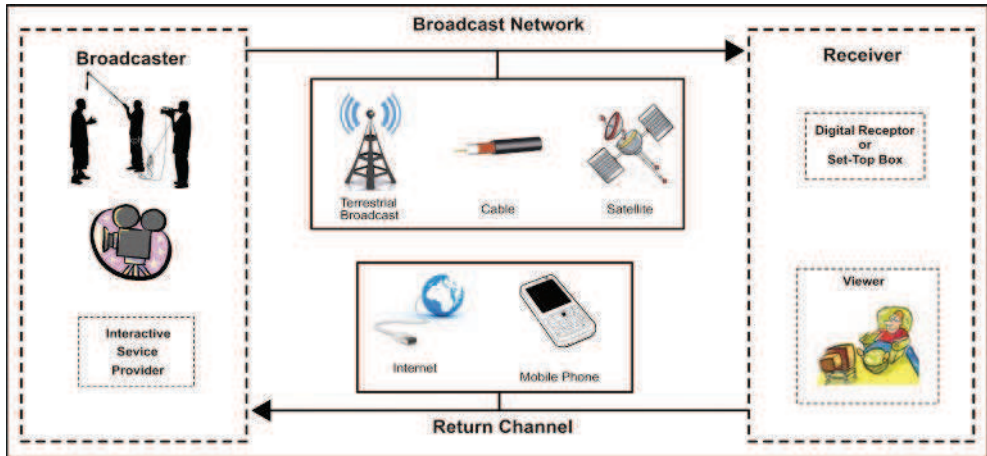 Broadcast Network
Broadcaster
Receiver
Terrestrial
Broadcast
Cable
Satellite
Digital Receptor
or
Set-Top Box
Interactive
Sevice
Provider
Internet
Mobile Phone
Viewer
Return Channel